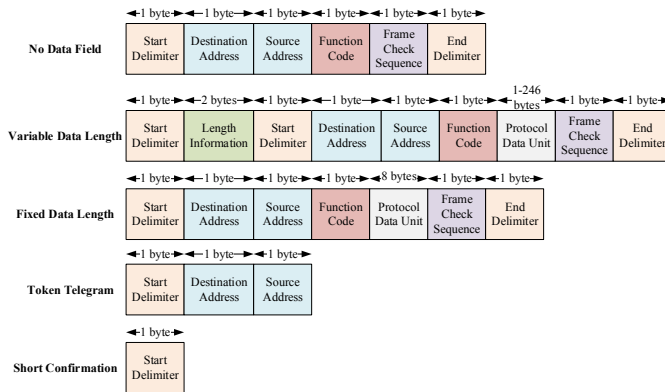 1 byte 1 byte 1 byte 1 byte 1 byte 1 byte
No Data Field
Start Delimiter
Destination Address
Source Address
Function Code
Frame Check Sequence
End Delimiter
1 byte 2 bytes 1 byte 1 byte 1 byte 1 byte 1-246 bytes 1 byte 1 byte
Variable Data Length
Start Delimiter
Length Information
Start Delimiter
Destination Address
Source Address
Function Code
Protocol Data Unit
Frame Check Sequence
End Delimiter
1 byte 1 byte 1 byte 1 byte 8 bytes 1 byte 1 byte
Fixed Data Length
Start Delimiter
Destination Address
Source Address
Function Code
Protocol Data Unit
Frame Check Sequence
End Delimiter
1 byte 1 byte 1 byte
Token Telegram
Start Delimiter
Destination Address
Source Address
1 byte
Short Confirmation
Start Delimiter